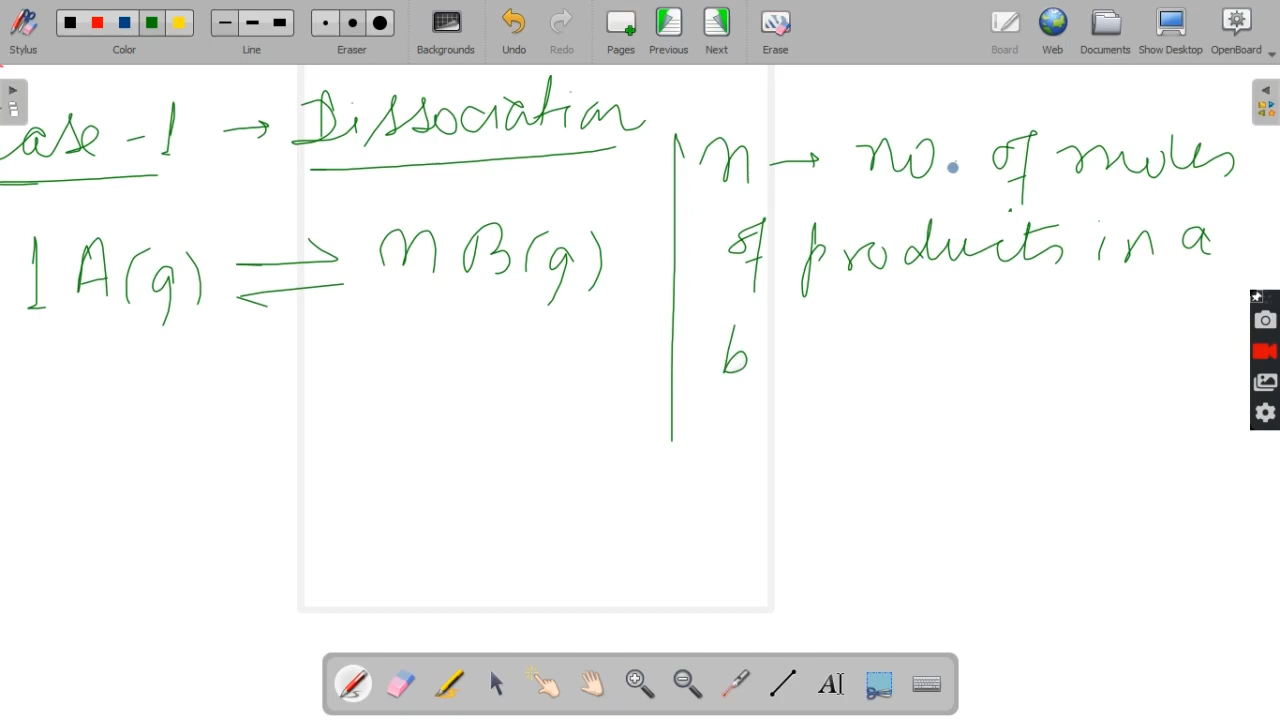 Stylus
Color
Line
Eraser
Backgrounds
Undo
Redo
Pages
Previous
Next
Erase
Board
Web
Documents
Show Desktop
OpenBoard
ase - 1 → Dissociation
1 A(g) ⇌ n B(g)
n → no. of moles
of products in a
b
AI